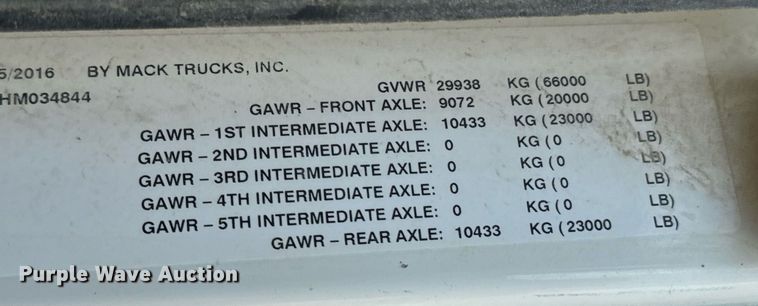 5/2016 BY MACK TRUCKS, INC.
HM034844
GVWR 29938 KG (66000 LB)
GAWR – FRONT AXLE: 9072 KG (20000 LB)
GAWR – 1ST INTERMEDIATE AXLE: 10433 KG (23000 LB)
GAWR – 2ND INTERMEDIATE AXLE: 0 KG (0 LB)
GAWR – 3RD INTERMEDIATE AXLE: 0 KG (0 LB)
GAWR – 4TH INTERMEDIATE AXLE: 0 KG (0 LB)
GAWR – 5TH INTERMEDIATE AXLE: 0 KG (0 LB)
GAWR – REAR AXLE: 10433 KG (23000 LB)
Purple Wave Auction